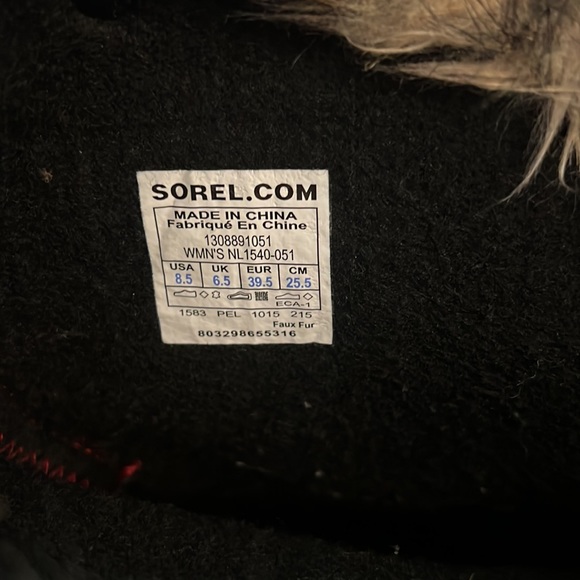 SOREL.COM
MADE IN CHINA
Fabriqué En Chine
1308891051
WMN'S NL1540-051
USA UK EUR CM
8.5 6.5 39.5 25.5
ECA-1
1583 PEL 1015 215
Faux Fur
803298655316